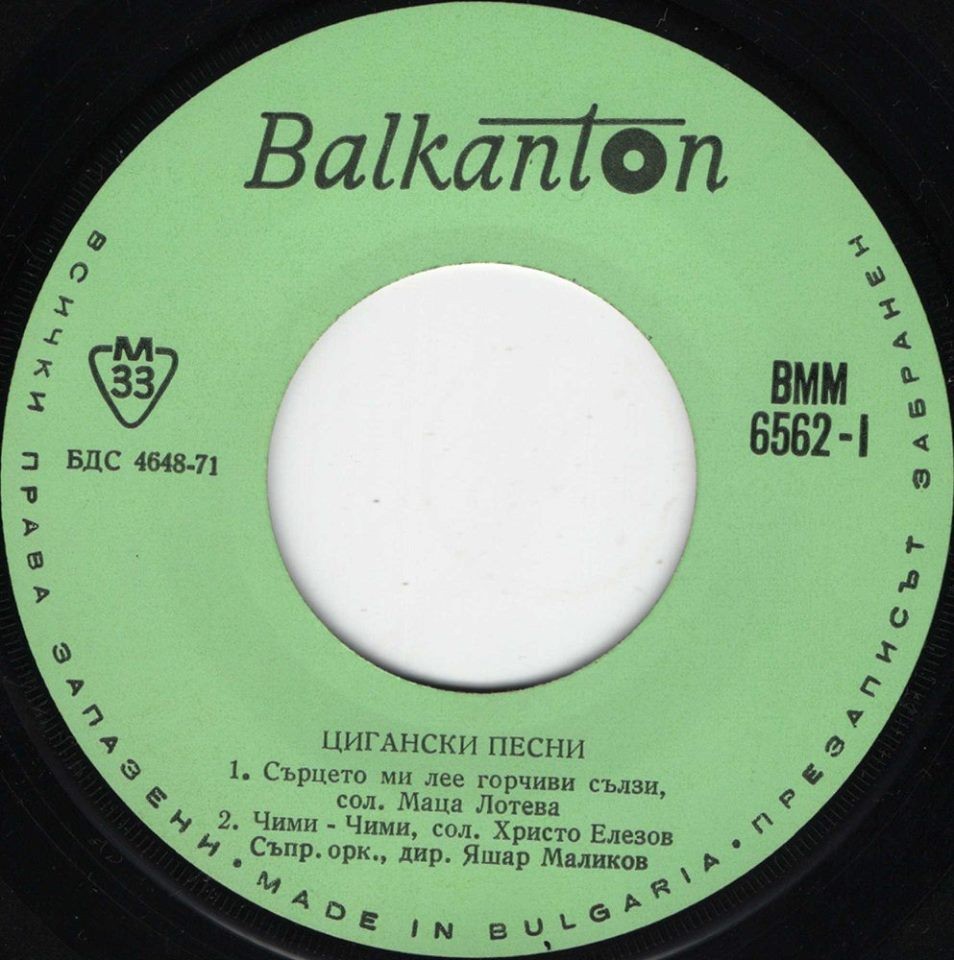 Balkanton
М
33
БДС 4648-71
ВММ
6562-I
ЦИГАНСКИ ПЕСНИ
1. Сърцето ми лее горчиви сълзи,
сол. Маца Лотева
2. Чими - Чими, сол. Христо Елезов
Съпр. орк., дир. Яшар Маликов
ВСИЧКИ ПРАВА ЗАПАЗЕНИ • MADE IN BULGARIA • ПРЕЗАПИСЪТ ЗАБРАНЕН